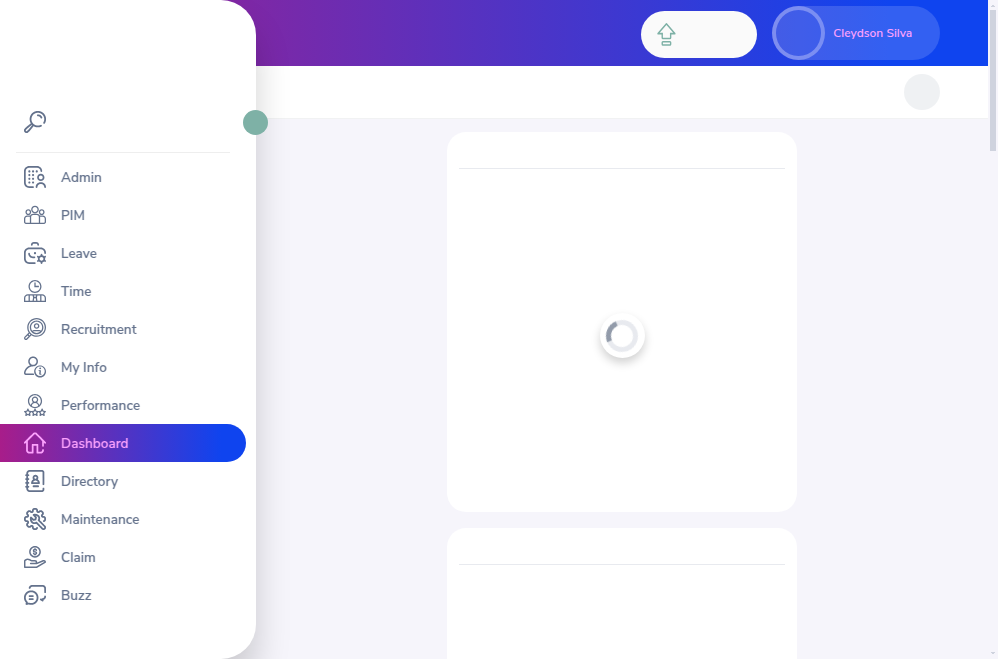 Cleydson Silva
Admin
PIM
Leave
Time
Recruitment
My Info
Performance
Dashboard
Directory
Maintenance
Claim
Buzz